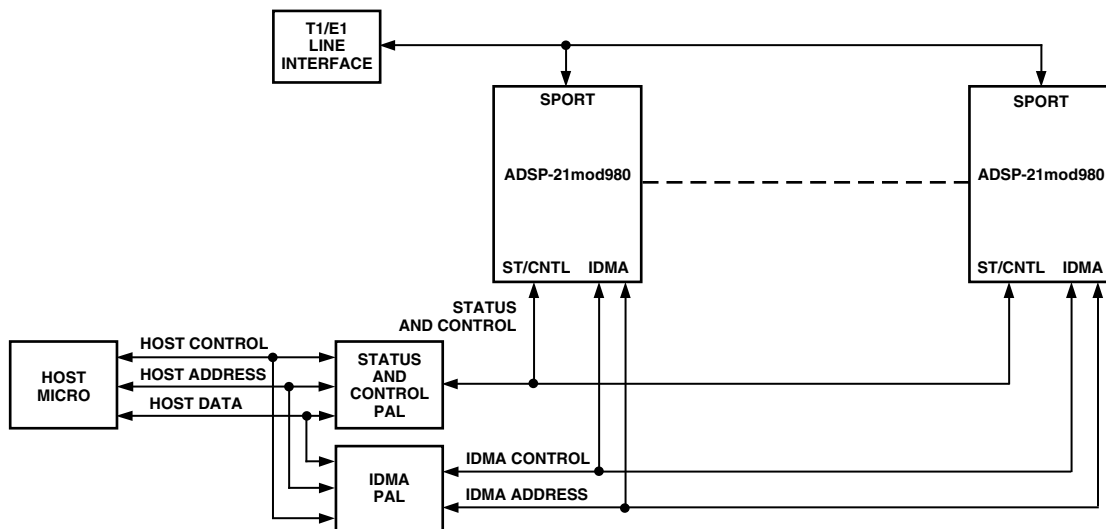 T1/E1
LINE
INTERFACE
SPORT
SPORT
ADSP-21mod980
ADSP-21mod980
ST/CNTL IDMA
ST/CNTL IDMA
STATUS
AND CONTROL
HOST
MICRO
HOST CONTROL
HOST ADDRESS
HOST DATA
STATUS
AND
CONTROL
PAL
IDMA
PAL
IDMA CONTROL
IDMA ADDRESS